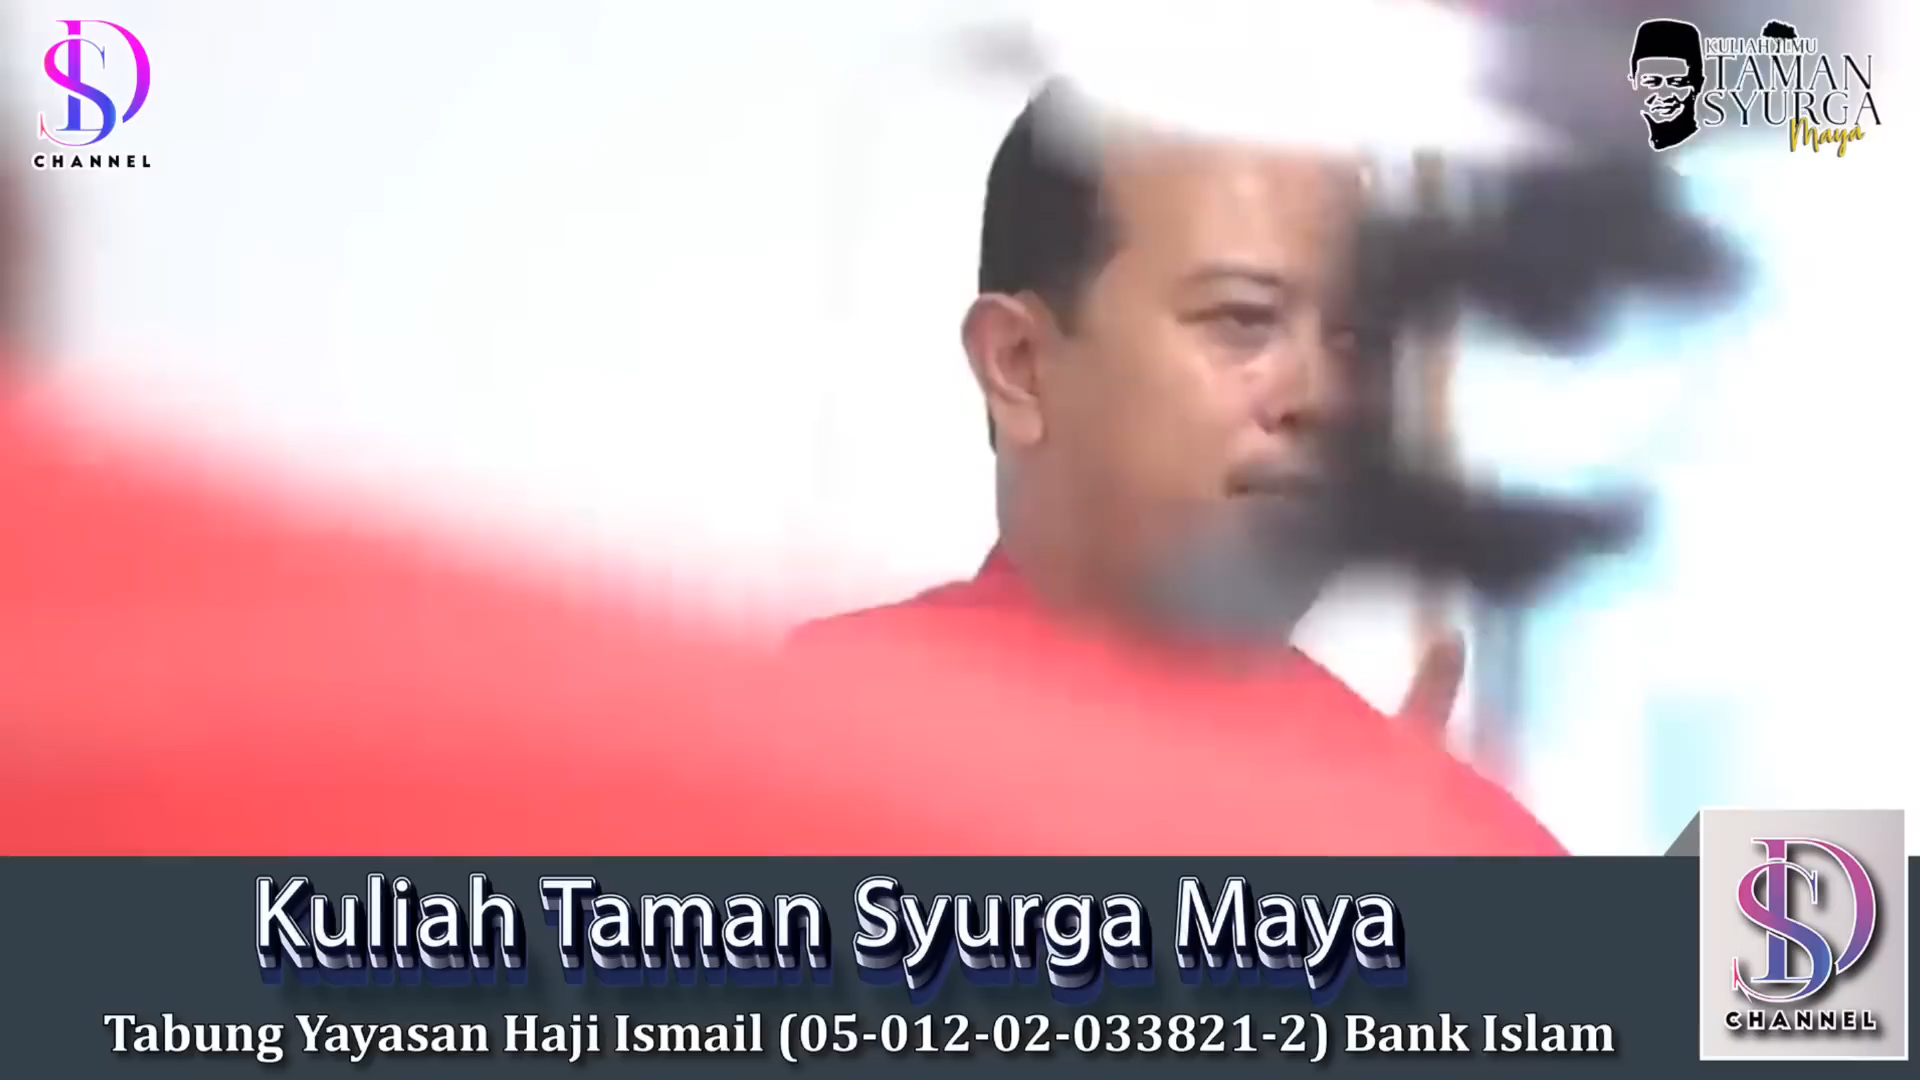 SD
CHANNEL
KULIAH ILMU
TAMAN
SYURGA
Maya
Kuliah Taman Syurga Maya
Tabung Yayasan Haji Ismail (05-012-02-033821-2) Bank Islam
SD
CHANNEL